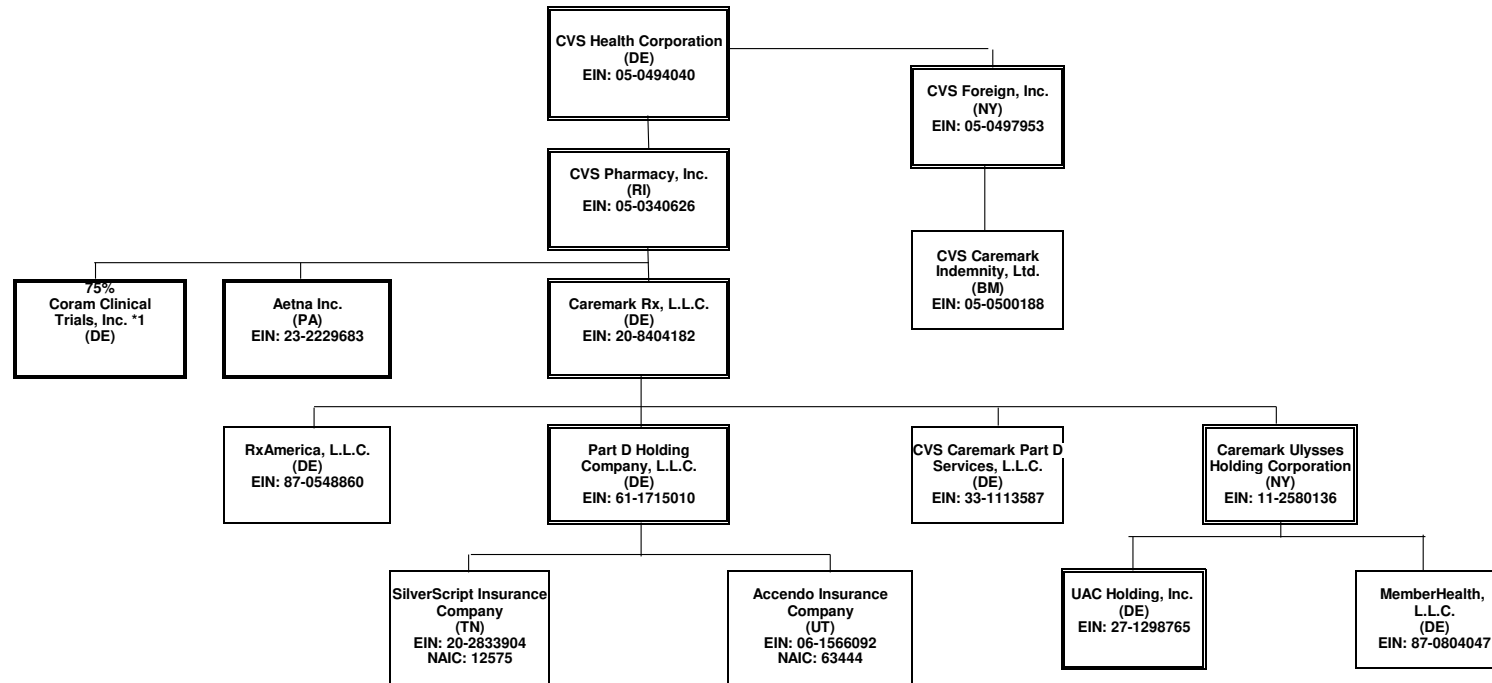 CVS Health Corporation
(DE)
EIN: 05-0494040
CVS Foreign, Inc.
(NY)
EIN: 05-0497953
CVS Pharmacy, Inc.
(RI)
EIN: 05-0340626
CVS Caremark
Indemnity, Ltd.
(BM)
EIN: 05-0500188
75%
Coram Clinical
Trials, Inc. *1
(DE)
Aetna Inc.
(PA)
EIN: 23-2229683
Caremark Rx, L.L.C.
(DE)
EIN: 20-8404182
RxAmerica, L.L.C.
(DE)
EIN: 87-0548860
Part D Holding
Company, L.L.C.
(DE)
EIN: 61-1715010
CVS Caremark Part D
Services, L.L.C.
(DE)
EIN: 33-1113587
Caremark Ulysses
Holding Corporation
(NY)
EIN: 11-2580136
SilverScript Insurance
Company
(TN)
EIN: 20-2833904
NAIC: 12575
Accendo Insurance
Company
(UT)
EIN: 06-1566092
NAIC: 63444
UAC Holding, Inc.
(DE)
EIN: 27-1298765
MemberHealth,
L.L.C.
(DE)
EIN: 87-0804047